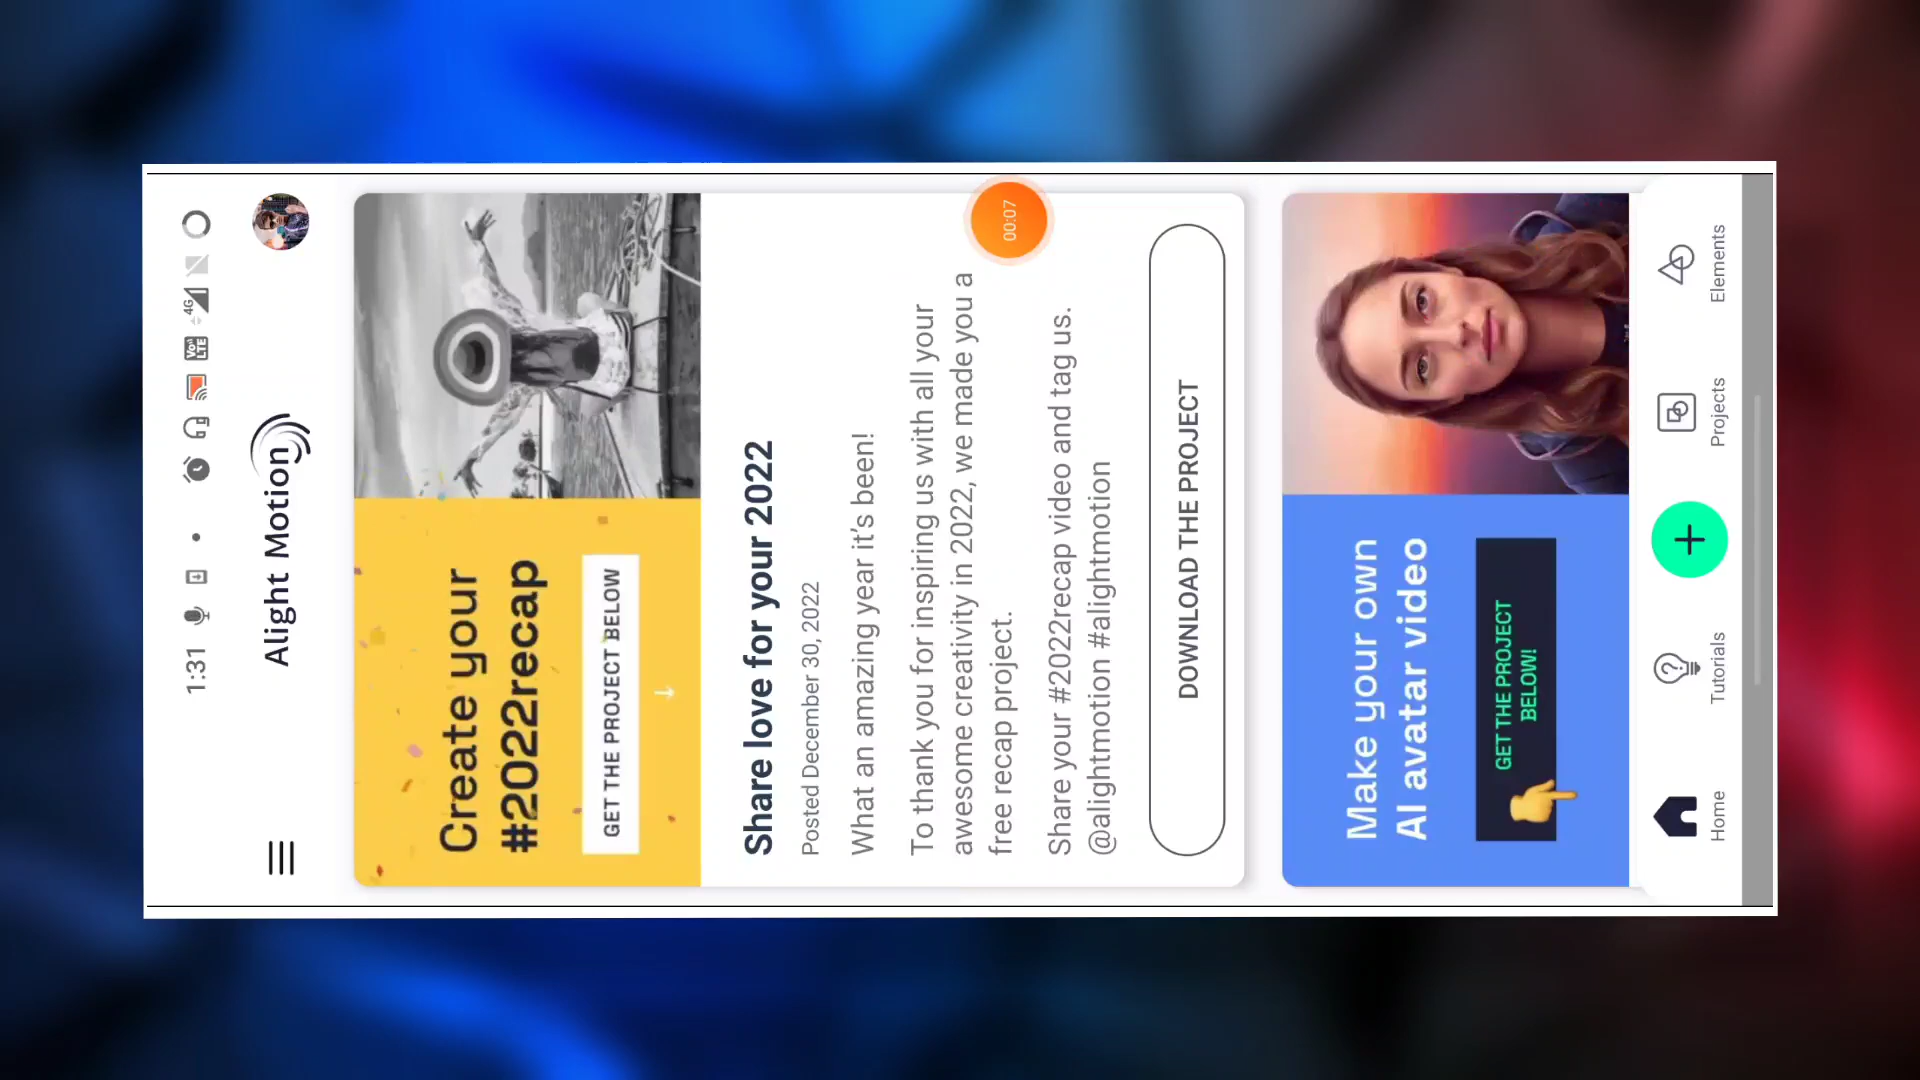 1:31
4G
Vo
LTE
Alight Motion
Create your
#2022recap
GET THE PROJECT BELOW
Share love for your 2022
Posted December 30, 2022
What an amazing year it's been!
To thank you for inspiring us with all your
awesome creativity in 2022, we made you a
free recap project.
Share your #2022recap video and tag us.
@alightmotion #alightmotion
00:07
DOWNLOAD THE PROJECT
Make your own
AI avatar video
GET THE PROJECT
BELOW!
Home
Tutorials
Projects
Elements